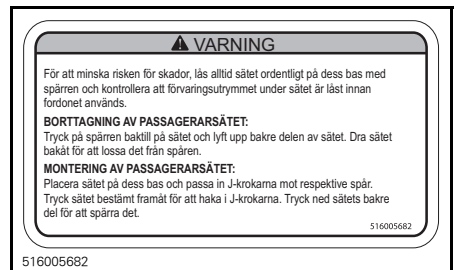 VARNING
För att minska risken för skador, lås alltid sätet ordentligt på dess bas med
spärren och kontrollera att förvaringsutrymmet under sätet är låst innan
fordonet används.
BORTTAGNING AV PASSAGERARSÄTET:
Tryck på spärren baktill på sätet och lyft upp bakre delen av sätet. Dra sätet
bakåt för att lossa det från spåren.
MONTERING AV PASSAGERARSÄTET:
Placera sätet på dess bas och passa in J-krokarna mot respektive spår.
Tryck sätet bestämt framåt för att haka i J-krokarna. Tryck ned sätets bakre
del för att spärra det.
516005682
516005682